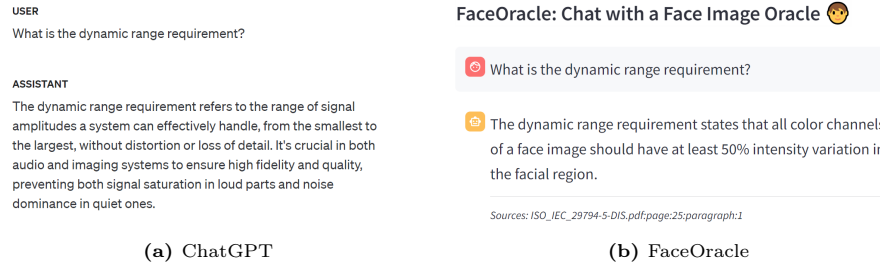 USER
What is the dynamic range requirement?
ASSISTANT
The dynamic range requirement refers to the range of signal
amplitudes a system can effectively handle, from the smallest to
the largest, without distortion or loss of detail. It's crucial in both
audio and imaging systems to ensure high fidelity and quality,
preventing both signal saturation in loud parts and noise
dominance in quiet ones.
(a) ChatGPT
FaceOracle: Chat with a Face Image Oracle
What is the dynamic range requirement?
The dynamic range requirement states that all color channels
of a face image should have at least 50% intensity variation in
the facial region.
Sources: ISO_IEC_29794-5-DIS.pdf:page:25:paragraph:1
(b) FaceOracle